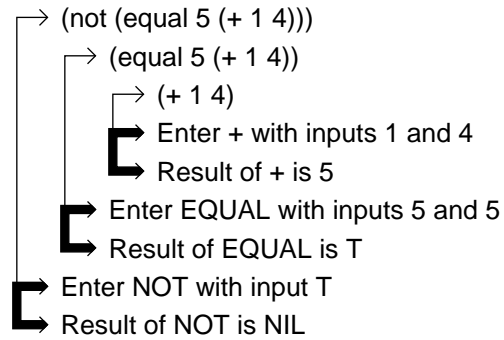 (not (equal 5 (+ 1 4)))
(equal 5 (+ 1 4))
(+ 1 4)
Enter + with inputs 1 and 4
Result of + is 5
Enter EQUAL with inputs 5 and 5
Result of EQUAL is T
Enter NOT with input T
Result of NOT is NIL